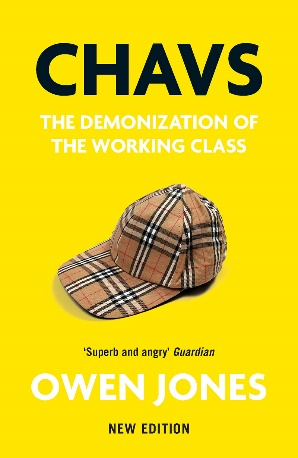 CHAVS
THE DEMONIZATION OF
THE WORKING CLASS
‘Superb and angry’ Guardian
OWEN JONES
NEW EDITION